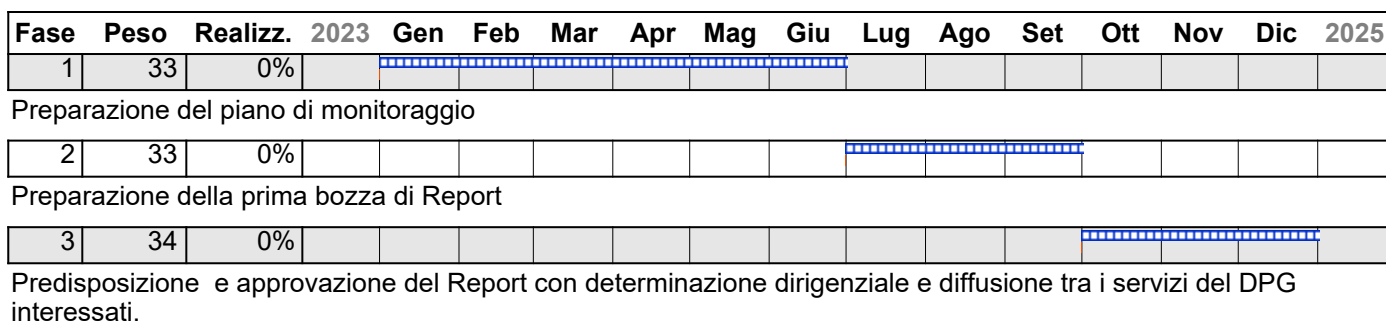 Fase Peso Realizz. 2023 Gen Feb Mar Apr Mag Giu Lug Ago Set Ott Nov Dic 2025
1 33 0%
Preparazione del piano di monitoraggio
2 33 0%
Preparazione della prima bozza di Report
3 34 0%
Predisposizione  e approvazione del Report con determinazione dirigenziale e diffusione tra i servizi del DPG
interessati.